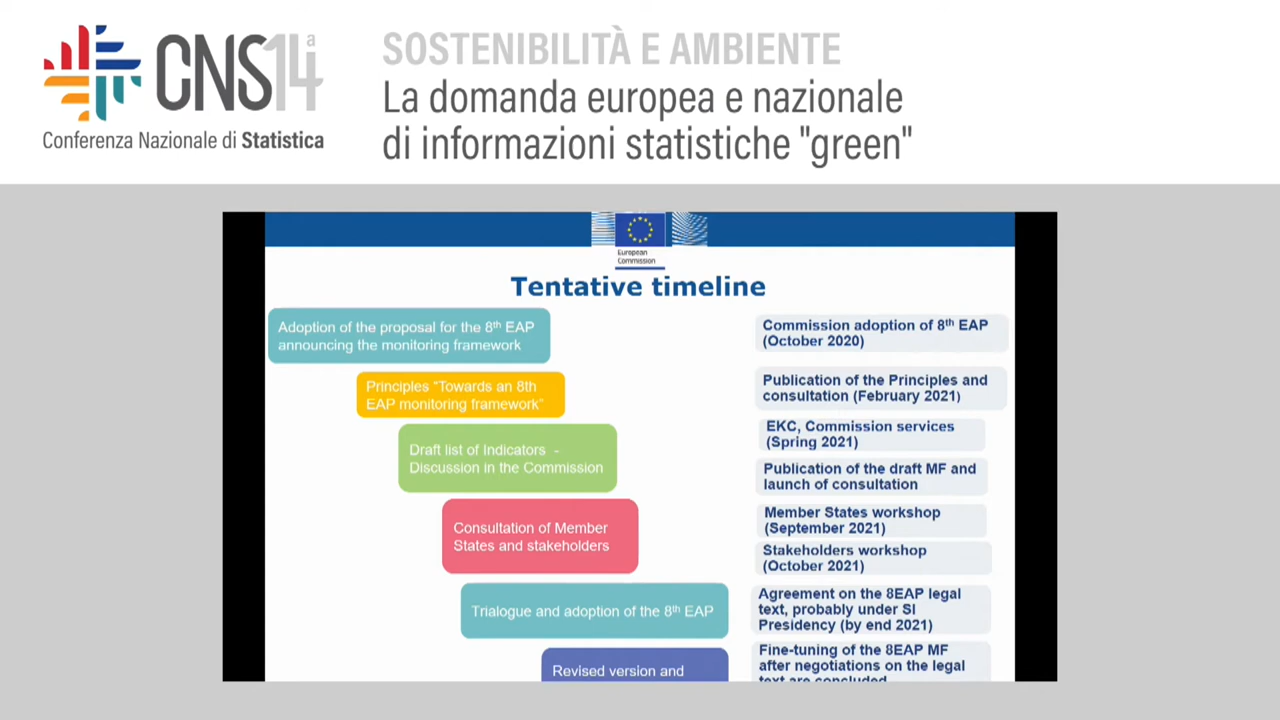 CNS14ª
Conferenza Nazionale di Statistica
SOSTENIBILITÀ E AMBIENTE
La domanda europea e nazionale
di informazioni statistiche "green"
European
Commission
Tentative timeline
Adoption of the proposal for the 8th EAP
announcing the monitoring framework
Commission adoption of 8th EAP
(October 2020)
Principles “Towards an 8th
EAP monitoring framework”
Publication of the Principles and
consultation (February 2021)
Draft list of Indicators -
Discussion in the Commission
EKC, Commission services
(Spring 2021)
Publication of the draft MF and
launch of consultation
Consultation of Member
States and stakeholders
Member States workshop
(September 2021)
Stakeholders workshop
(October 2021)
Trialogue and adoption of the 8th EAP
Agreement on the 8EAP legal
text, probably under SI
Presidency (by end 2021)
Revised version and
Fine-tuning of the 8EAP MF
after negotiations on the legal
text are concluded